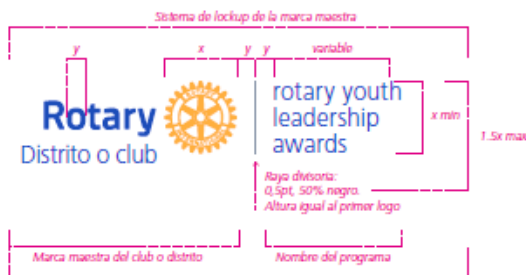 Sistema de lockup de la marca maestra
y x y y variable
Rotary
Distrito o club
rotary youth
leadership
awards
x min
1.5x max
Raya divisoria:
0,5pt, 50% negro.
Altura igual al primer logo
Marca maestra del club o distrito
Nombre del programa